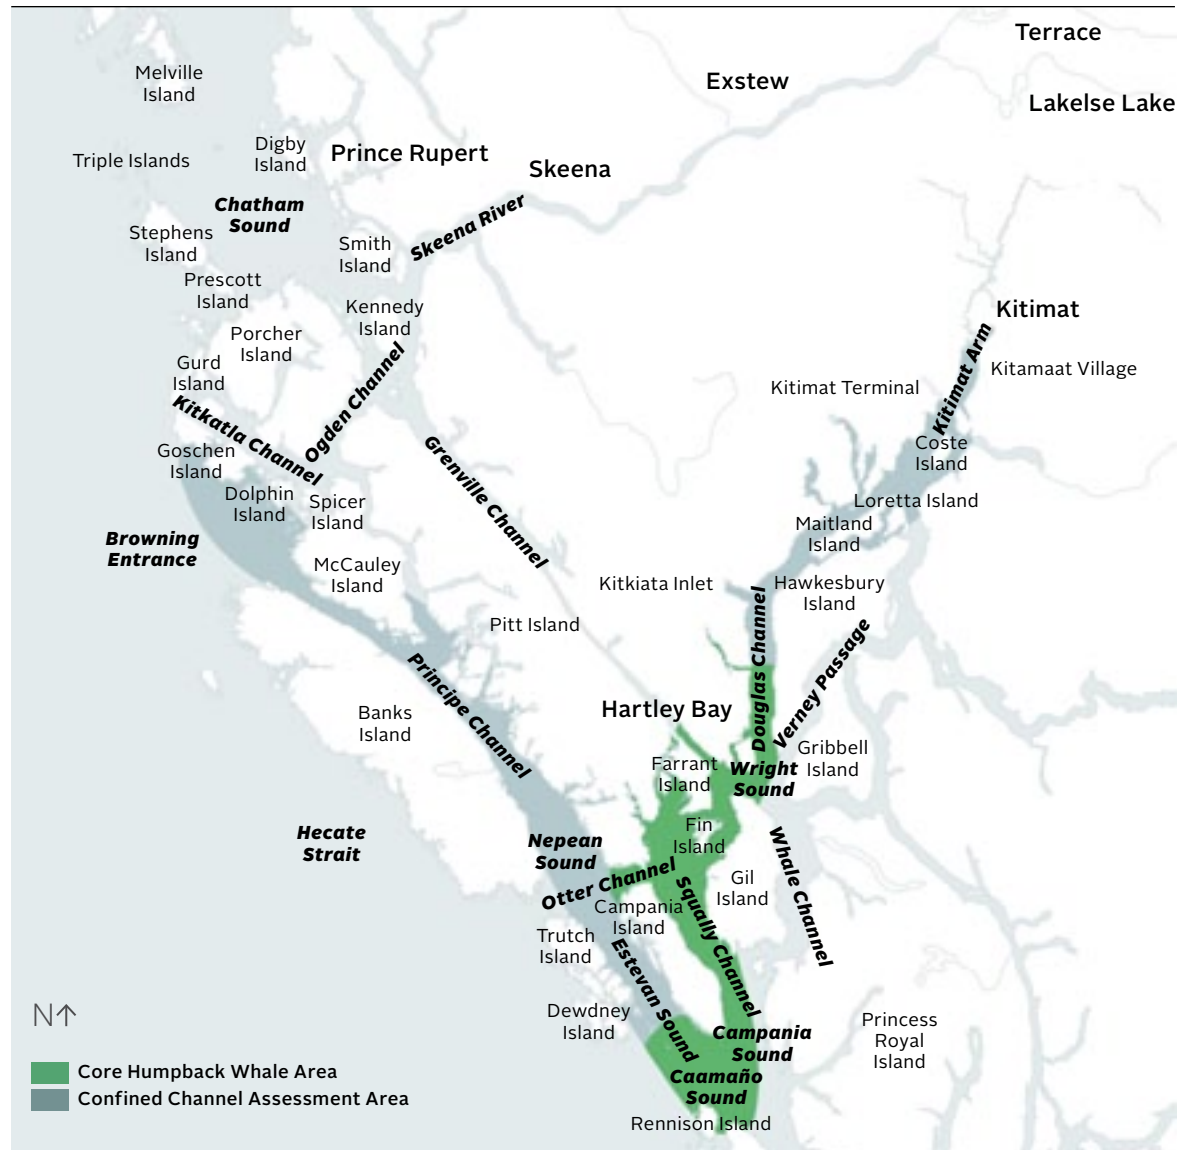 Terrace
Exstew
Lakelse Lake
Melville
Island
Triple Islands
Digby
Island
Prince Rupert
Skeena
Chatham
Sound
Skeena River
Stephens
Island
Smith
Island
Prescott
Island
Kennedy
Island
Porcher
Island
Gurd
Island
Kitimat
Kitimat Arm
Kitamaat Village
Kitimat Terminal
Kitkatla Channel
Ogden Channel
Grenville Channel
Goschen
Island
Dolphin
Island
Spicer
Island
Coste
Island
Loretta Island
Maitland
Island
Browning
Entrance
McCauley
Island
Kitkiata Inlet
Hawkesbury
Island
Pitt Island
Douglas Channel
Verney Passage
Principe Channel
Banks
Island
Hartley Bay
Farrant
Island
Wright
Sound
Gribbell
Island
Hecate
Strait
Nepean
Sound
Fin
Island
Whale Channel
Otter Channel
Squally Channel
Gil
Island
Campania
Island
Trutch
Island
Estevan Sound
Dewdney
Island
Campania
Sound
Princess
Royal
Island
Caamaño
Sound
Rennison Island
N↑
Core Humpback Whale Area
Confined Channel Assessment Area